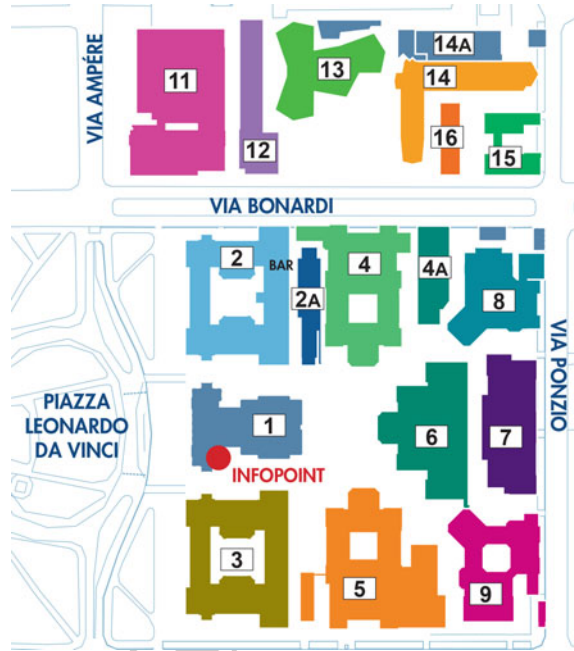 14A
13
11
14
VIA AMPÉRE
16
12
15
VIA BONARDI
2
BAR
4
4A
2A
8
VIA PONZIO
PIAZZA
LEONARDO
DA VINCI
1
6
7
INFOPOINT
3
5
9